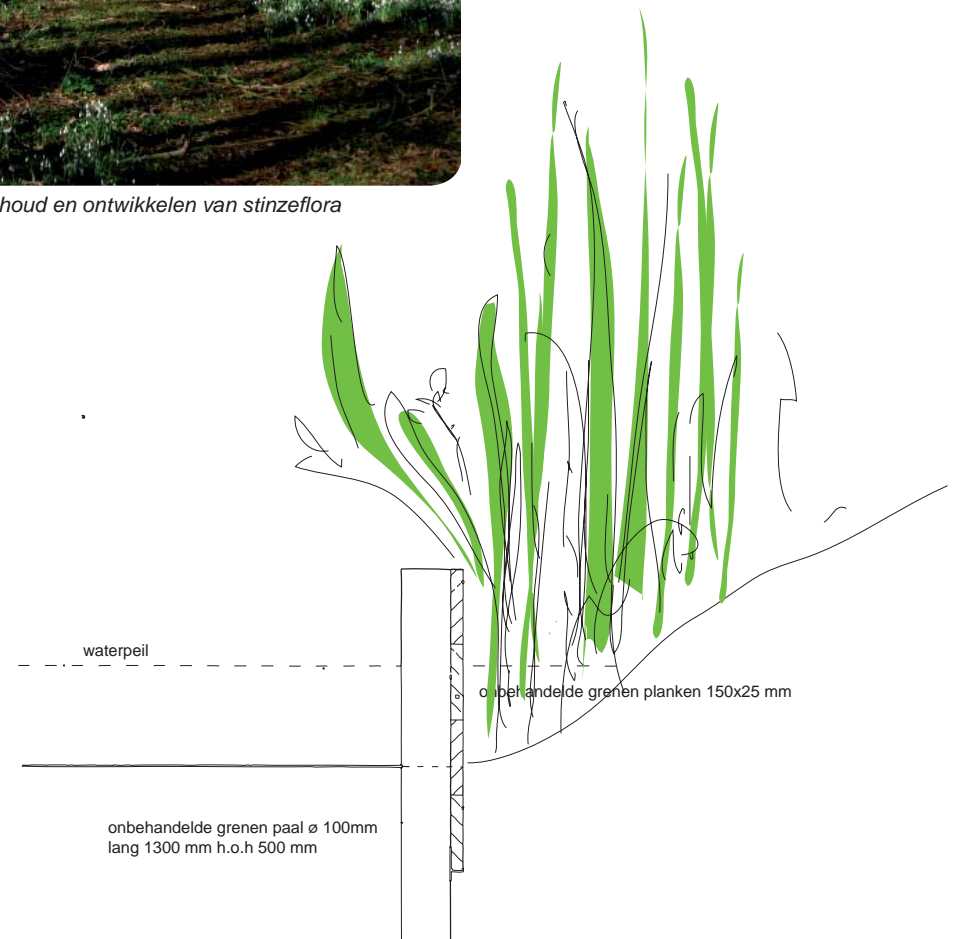 houd en ontwikkelen van stinzeflora
waterpeil
onbehandelde grenen planken 150x25 mm
onbehandelde grenen paal ø 100mm
lang 1300 mm h.o.h 500 mm